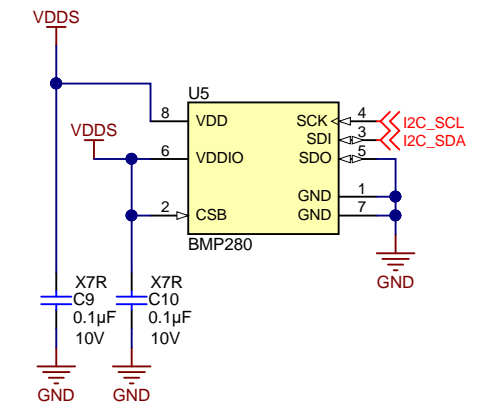 VDDS
U5
8 VDD SCK 4 I2C_SCL
VDDS
SDI 3 I2C_SDA
6 VDDIO SDO 5
GND 1
2 CSB GND 7
BMP280
GND
X7R X7R
C9 C10
0.1µF 0.1µF
10V 10V
GND GND